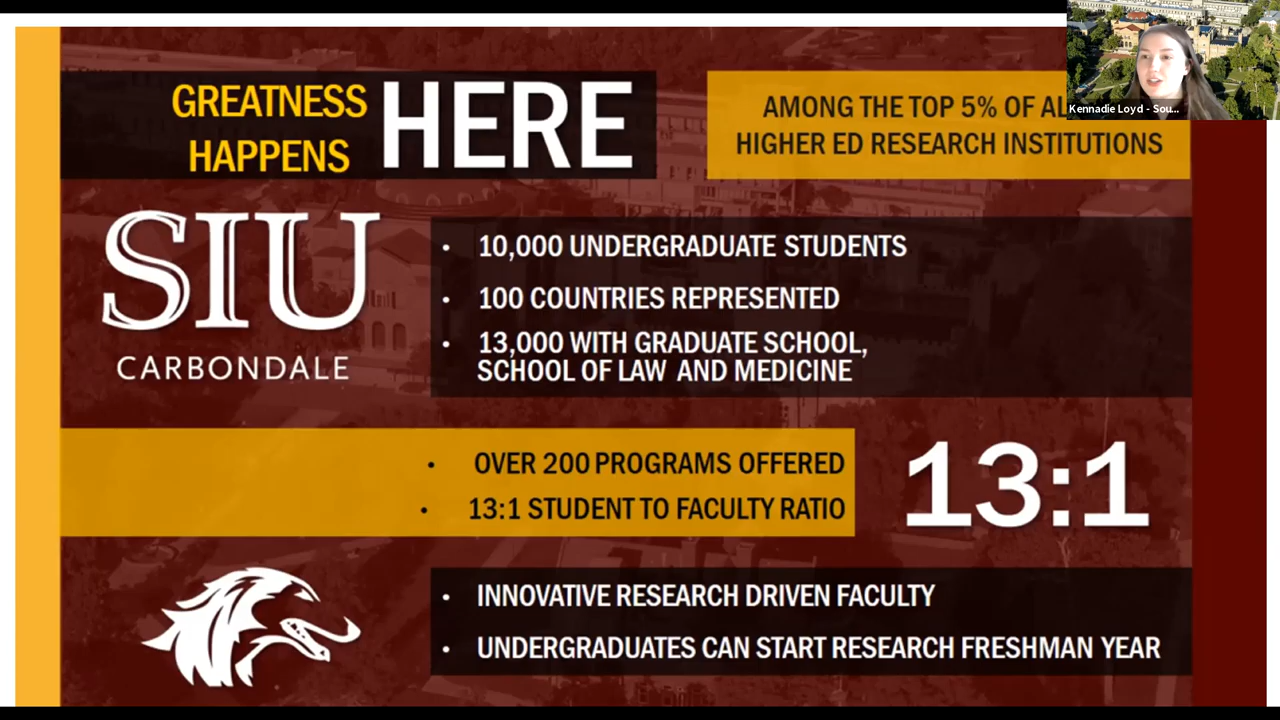 GREATNESS
HAPPENS
HERE
AMONG THE TOP 5% OF
HIGHER ED RESEARCH INSTITUTIONS
Kennadie Loyd - Sou...
SIU
CARBONDALE
• 10,000 UNDERGRADUATE STUDENTS
• 100 COUNTRIES REPRESENTED
• 13,000 WITH GRADUATE SCHOOL,
SCHOOL OF LAW AND MEDICINE
• OVER 200 PROGRAMS OFFERED
• 13:1 STUDENT TO FACULTY RATIO
13:1
• INNOVATIVE RESEARCH DRIVEN FACULTY
• UNDERGRADUATES CAN START RESEARCH FRESHMAN YEAR